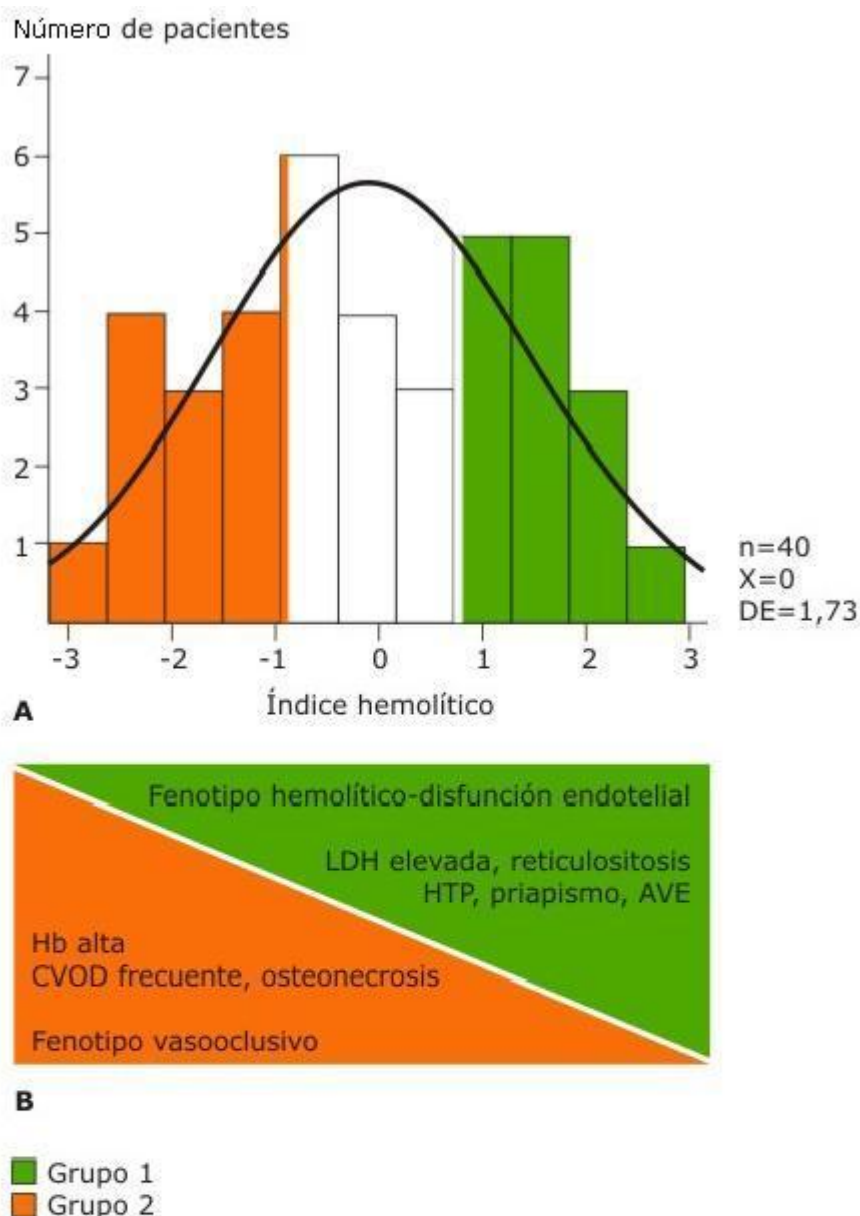 Número de pacientes
7
6
5
4
3
2
1
-3 -2 -1 0 1 2 3
n=40
X=0
DE=1,73
Índice hemolítico
A
Fenotipo hemolítico-disfunción endotelial
LDH elevada, reticulositosis
HTP, priapismo, AVE
Hb alta
CVOD frecuente, osteonecrosis
Fenotipo vasooclusivo
B
Grupo 1
Grupo 2